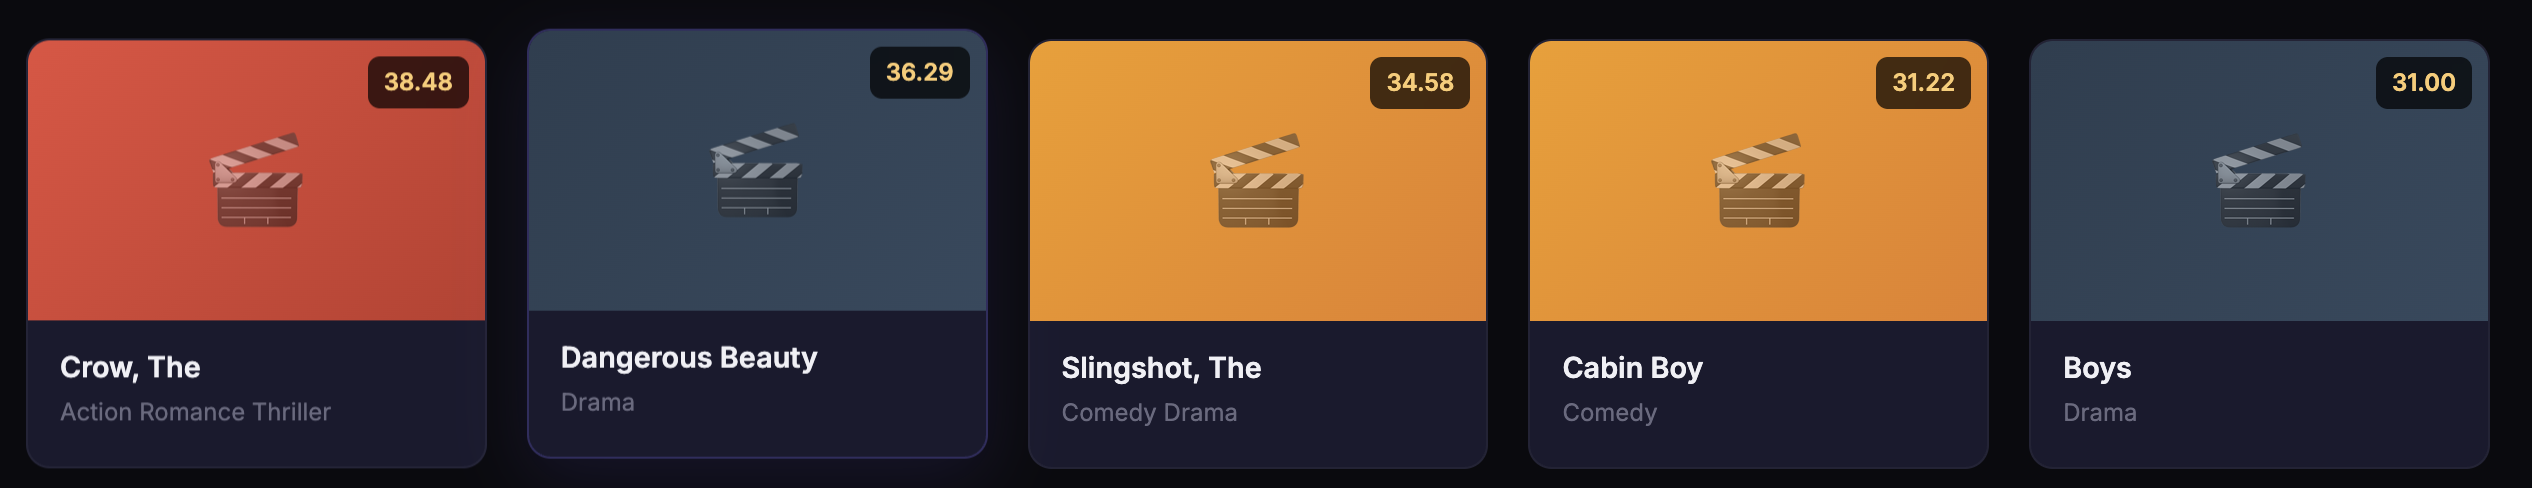 38.48
Crow, The
Action Romance Thriller
36.29
Dangerous Beauty
Drama
34.58
Slingshot, The
Comedy Drama
31.22
Cabin Boy
Comedy
31.00
Boys
Drama